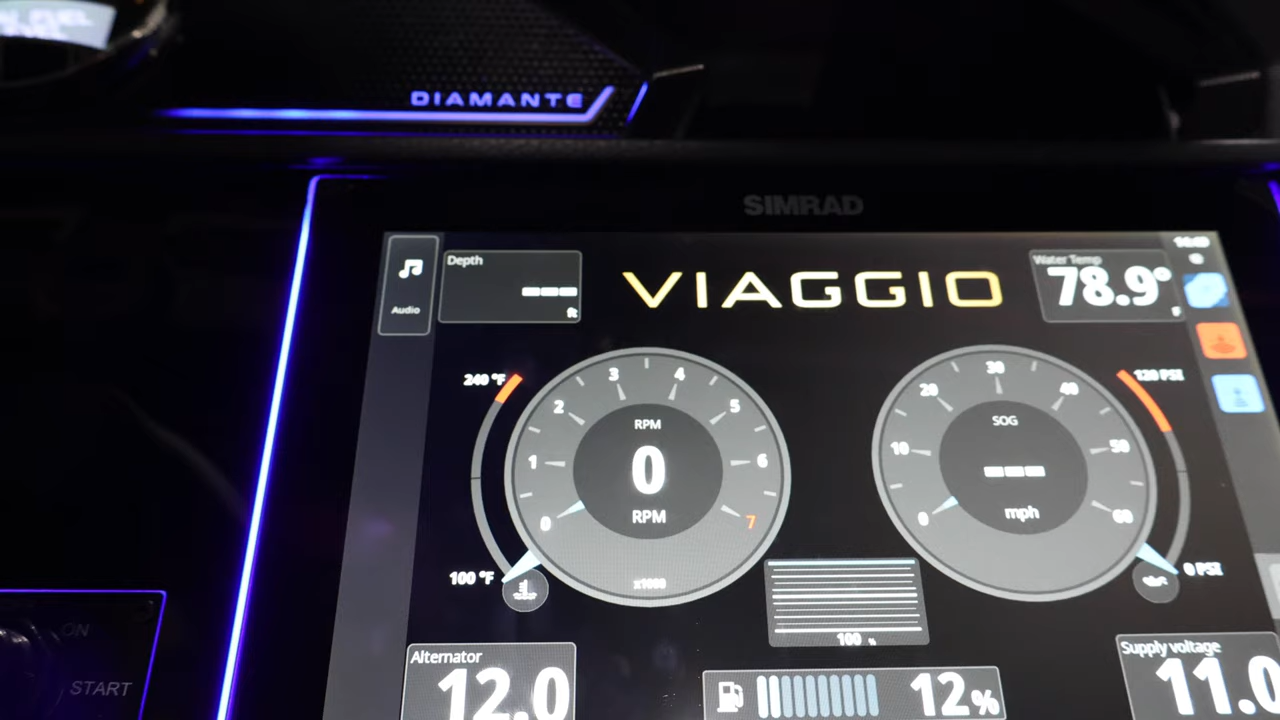 FUEL
DIAMANTE
SIMRAD
Audio
Depth
ft
VIAGGIO
Water Temp
78.9°
F
240 °F
100 °F
0
1
2
3
4
5
6
7
RPM
0
RPM
x1000
0
10
20
30
40
50
60
SOG
mph
120 PSI
0 PSI
100 %
Alternator
12.0
12%
Supply voltage
11.0
ON
START